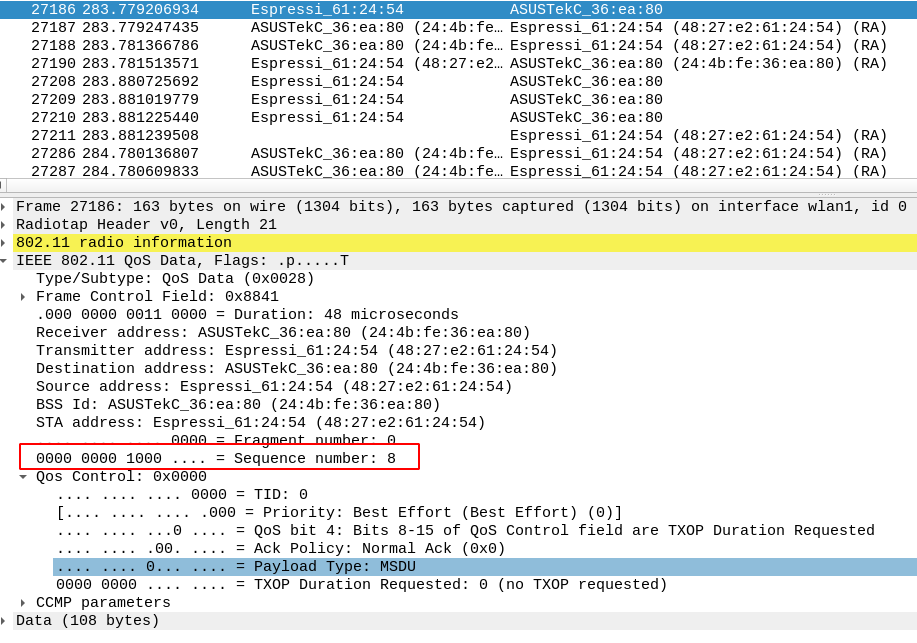 27186 283.779206934 Espressi_61:24:54 ASUSTekC_36:ea:80
27187 283.779247435 ASUSTekC_36:ea:80 (24:4b:fe… Espressi_61:24:54 (48:27:e2:61:24:54) (RA)
27188 283.781366786 ASUSTekC_36:ea:80 (24:4b:fe… Espressi_61:24:54 (48:27:e2:61:24:54) (RA)
27190 283.781513571 Espressi_61:24:54 (48:27:e2… ASUSTekC_36:ea:80 (24:4b:fe:36:ea:80) (RA)
27208 283.880725692 Espressi_61:24:54 ASUSTekC_36:ea:80
27209 283.881019779 Espressi_61:24:54 ASUSTekC_36:ea:80
27210 283.881225440 Espressi_61:24:54 ASUSTekC_36:ea:80
27211 283.881239508 Espressi_61:24:54 (48:27:e2:61:24:54) (RA)
27286 284.780136807 ASUSTekC_36:ea:80 (24:4b:fe… Espressi_61:24:54 (48:27:e2:61:24:54) (RA)
27287 284.780609833 ASUSTekC_36:ea:80 (24:4b:fe… Espressi_61:24:54 (48:27:e2:61:24:54) (RA)
Frame 27186: 163 bytes on wire (1304 bits), 163 bytes captured (1304 bits) on interface wlan1, id 0
Radiotap Header v0, Length 21
802.11 radio information
IEEE 802.11 QoS Data, Flags: .p.....T
Type/Subtype: QoS Data (0x0028)
Frame Control Field: 0x8841
.000 0000 0011 0000 = Duration: 48 microseconds
Receiver address: ASUSTekC_36:ea:80 (24:4b:fe:36:ea:80)
Transmitter address: Espressi_61:24:54 (48:27:e2:61:24:54)
Destination address: ASUSTekC_36:ea:80 (24:4b:fe:36:ea:80)
Source address: Espressi_61:24:54 (48:27:e2:61:24:54)
BSS Id: ASUSTekC_36:ea:80 (24:4b:fe:36:ea:80)
STA address: Espressi_61:24:54 (48:27:e2:61:24:54)
.... .... .... 0000 = Fragment number: 0
0000 0000 1000 .... = Sequence number: 8
Qos Control: 0x0000
.... .... .... 0000 = TID: 0
[.... .... .... .000 = Priority: Best Effort (Best Effort) (0)]
.... .... ...0 .... = QoS bit 4: Bits 8-15 of QoS Control field are TXOP Duration Requested
.... .... .00. .... = Ack Policy: Normal Ack (0x0)
.... .... 0... .... = Payload Type: MSDU
0000 0000 .... .... = TXOP Duration Requested: 0 (no TXOP requested)
CCMP parameters
Data (108 bytes)